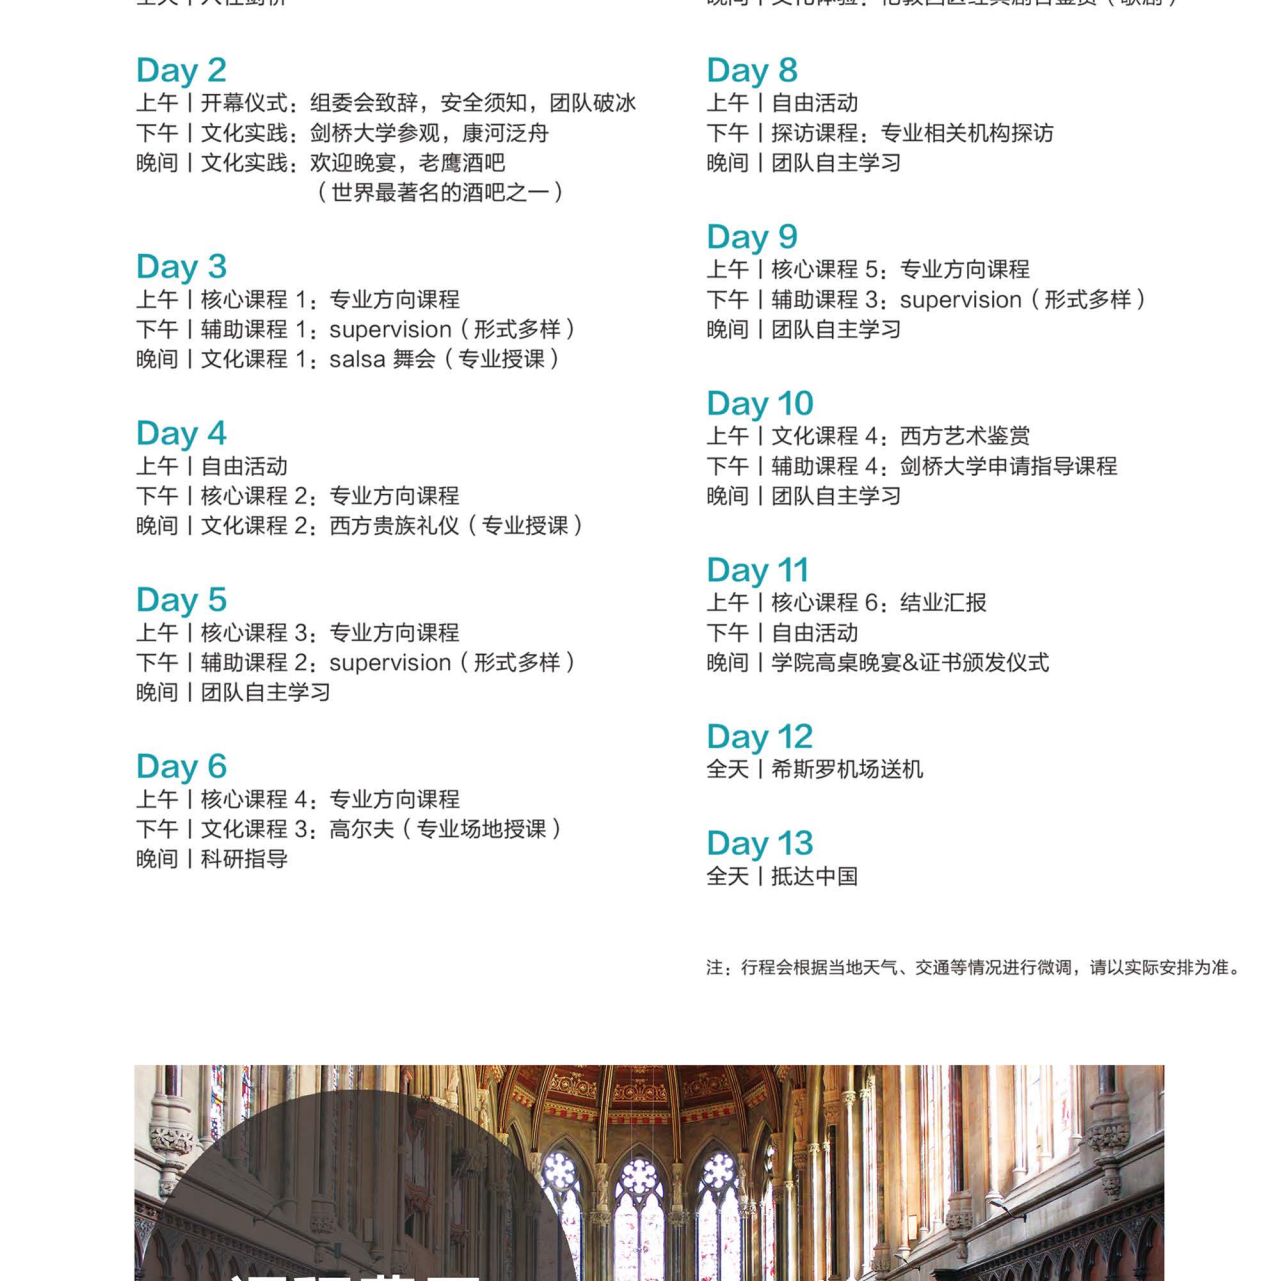 Day 2
上午丨开幕仪式：组委会致辞，安全须知，团队破冰
下午丨文化实践：剑桥大学参观，康河泛舟
晚间丨文化实践：欢迎晚宴，老鹰酒吧
（世界最著名的酒吧之一）
Day 3
上午丨核心课程 1：专业方向课程
下午丨辅助课程 1：supervision（形式多样）
晚间丨文化课程 1：salsa 舞会（专业授课）
Day 4
上午丨自由活动
下午丨核心课程 2：专业方向课程
晚间丨文化课程 2：西方贵族礼仪（专业授课）
Day 5
上午丨核心课程 3：专业方向课程
下午丨辅助课程 2：supervision（形式多样）
晚间丨团队自主学习
Day 6
上午丨核心课程 4：专业方向课程
下午丨文化课程 3：高尔夫（专业场地授课）
晚间丨科研指导
Day 8
上午丨自由活动
下午丨探访课程：专业相关机构探访
晚间丨团队自主学习
Day 9
上午丨核心课程 5：专业方向课程
下午丨辅助课程 3：supervision（形式多样）
晚间丨团队自主学习
Day 10
上午丨文化课程 4：西方艺术鉴赏
下午丨辅助课程 4：剑桥大学申请指导课程
晚间丨团队自主学习
Day 11
上午丨核心课程 6：结业汇报
下午丨自由活动
晚间丨学院高桌晚宴&证书颁发仪式
Day 12
全天丨希斯罗机场送机
Day 13
全天丨抵达中国
注：行程会根据当地天气、交通等情况进行微调，请以实际安排为准。